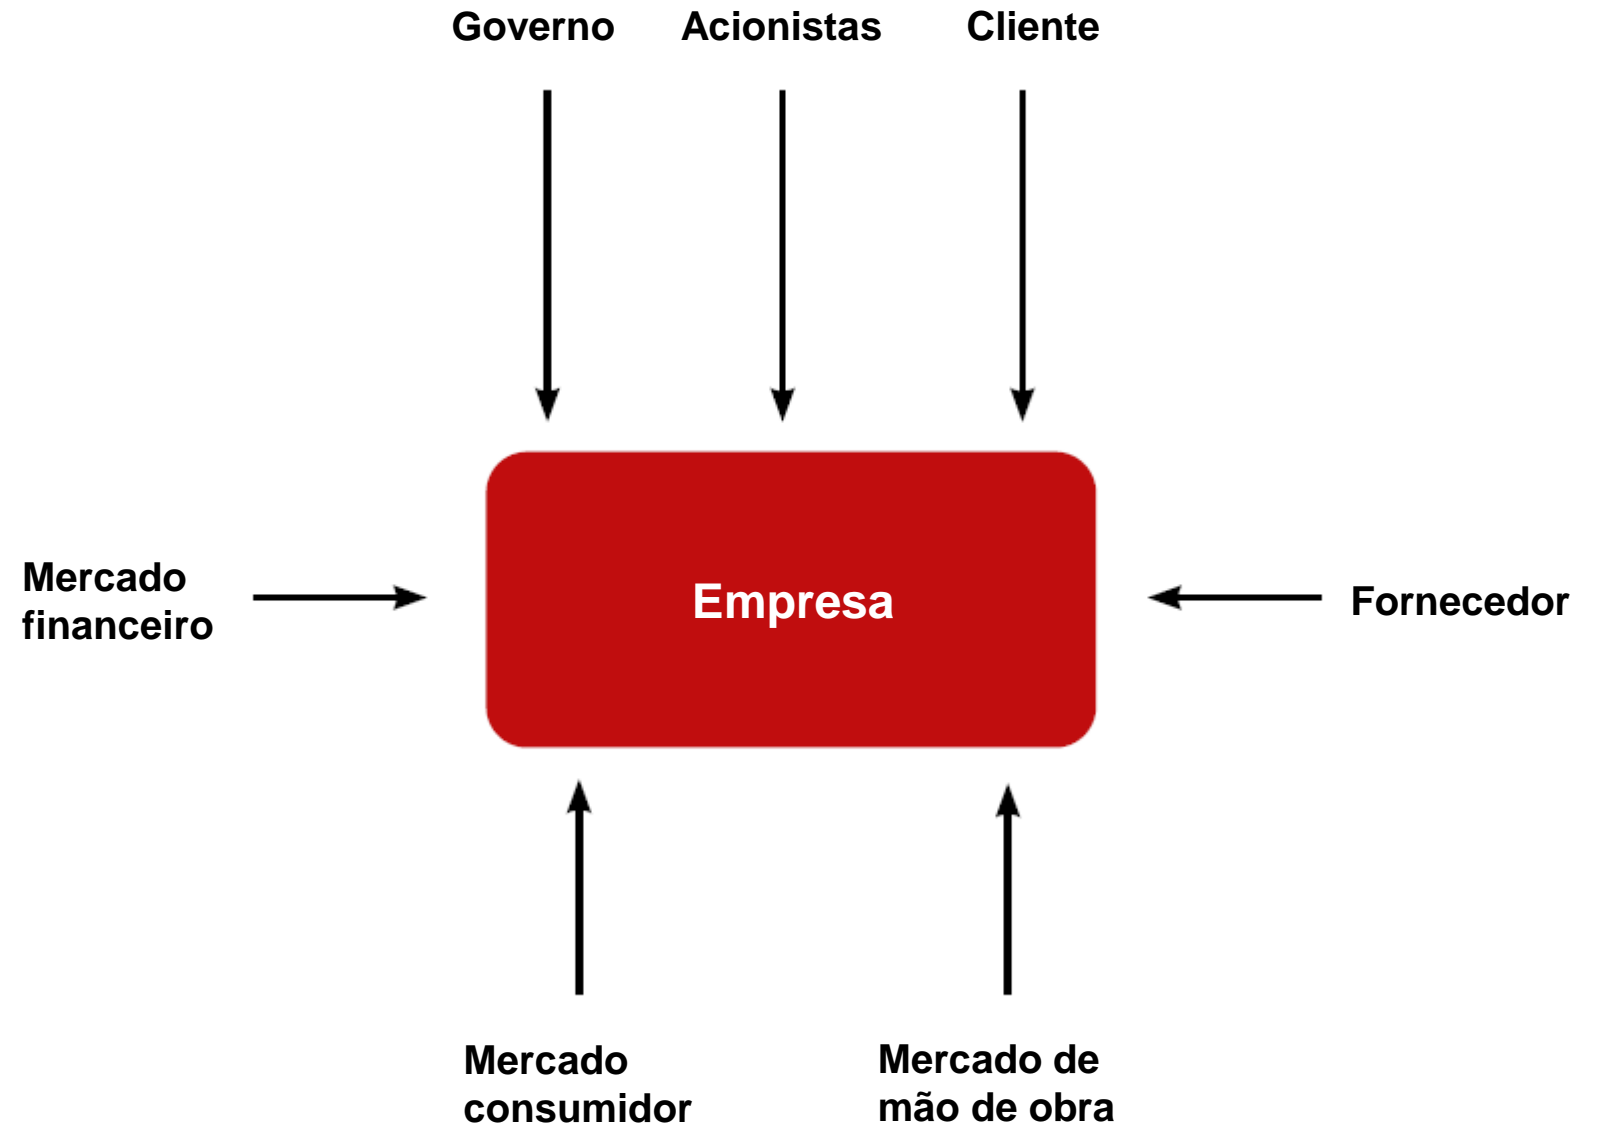 Governo
Acionistas
Cliente
Mercado
financeiro
Empresa
Fornecedor
Mercado
consumidor
Mercado de
mão de obra